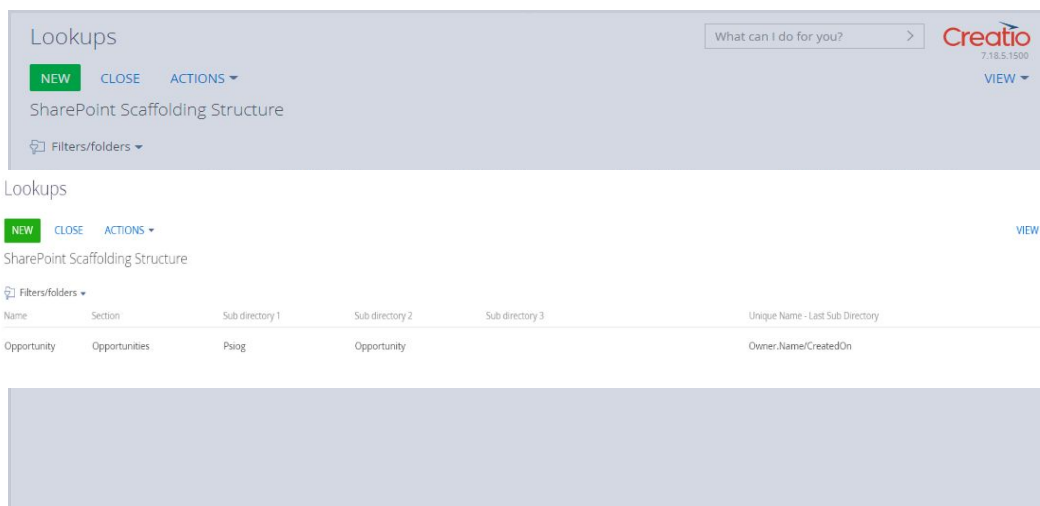 Lookups What can I do for you? > Creatio
7.18.5.1500
NEW CLOSE ACTIONS VIEW
SharePoint Scaffolding Structure
Filters/folders
Lookups
NEW CLOSE ACTIONS VIEW
SharePoint Scaffolding Structure
Filters/folders
Name Section Sub directory 1 Sub directory 2 Sub directory 3 Unique Name - Last Sub Directory
Opportunity Opportunities Psiog Opportunity Owner.Name/CreatedOn